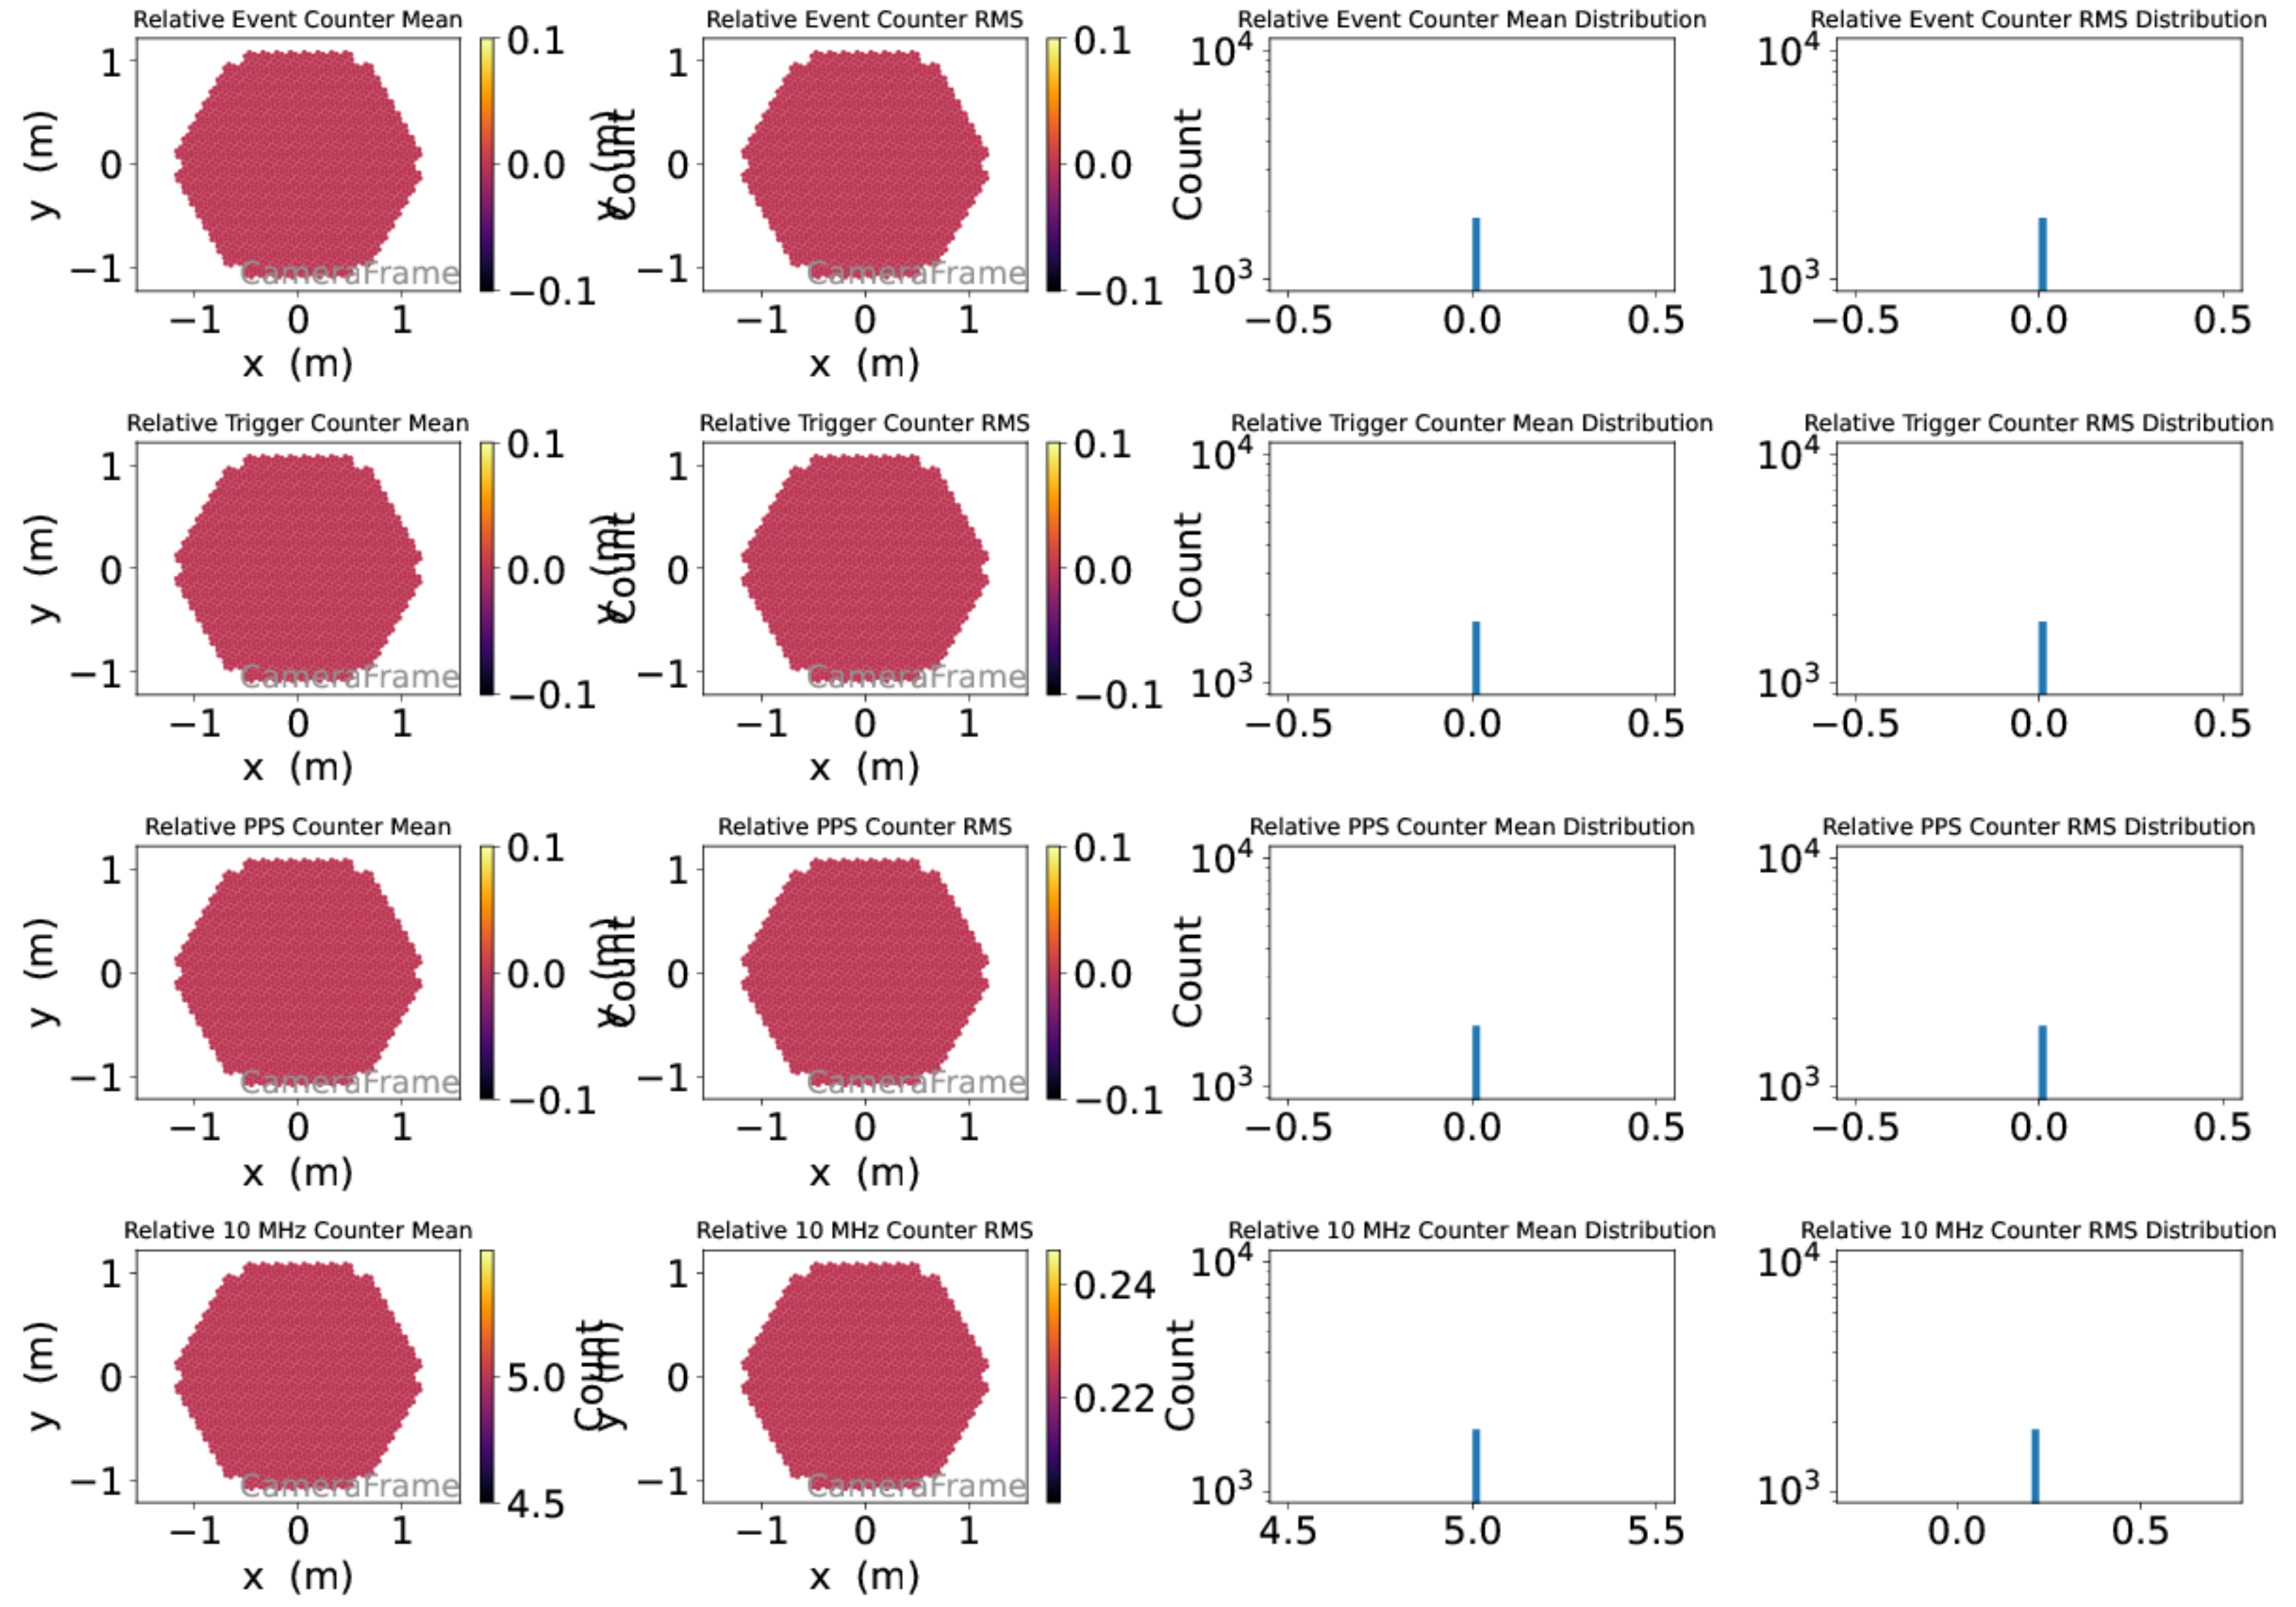 Relative Event Counter Mean
Relative Event Counter RMS
Relative Event Counter Mean Distribution
Relative Event Counter RMS Distribution
1
0
−1
y (m)
−1 0 1
x (m)
CameraFrame
0.1
0.0
−0.1
Count
1
0
−1
y (m)
−1 0 1
x (m)
CameraFrame
0.1
0.0
−0.1
Count
10⁴
10³
−0.5 0.0 0.5
10⁴
10³
−0.5 0.0 0.5
Relative Trigger Counter Mean
Relative Trigger Counter RMS
Relative Trigger Counter Mean Distribution
Relative Trigger Counter RMS Distribution
1
0
−1
y (m)
−1 0 1
x (m)
CameraFrame
0.1
0.0
−0.1
Count
1
0
−1
y (m)
−1 0 1
x (m)
CameraFrame
0.1
0.0
−0.1
Count
10⁴
10³
−0.5 0.0 0.5
10⁴
10³
−0.5 0.0 0.5
Relative PPS Counter Mean
Relative PPS Counter RMS
Relative PPS Counter Mean Distribution
Relative PPS Counter RMS Distribution
1
0
−1
y (m)
−1 0 1
x (m)
CameraFrame
0.1
0.0
−0.1
Count
1
0
−1
y (m)
−1 0 1
x (m)
CameraFrame
0.1
0.0
−0.1
Count
10⁴
10³
−0.5 0.0 0.5
10⁴
10³
−0.5 0.0 0.5
Relative 10 MHz Counter Mean
Relative 10 MHz Counter RMS
Relative 10 MHz Counter Mean Distribution
Relative 10 MHz Counter RMS Distribution
1
0
−1
y (m)
−1 0 1
x (m)
CameraFrame
5.0
4.5
Count
1
0
−1
y (m)
−1 0 1
x (m)
CameraFrame
0.24
0.22
Count
10⁴
10³
4.5 5.0 5.5
10⁴
10³
0.0 0.5